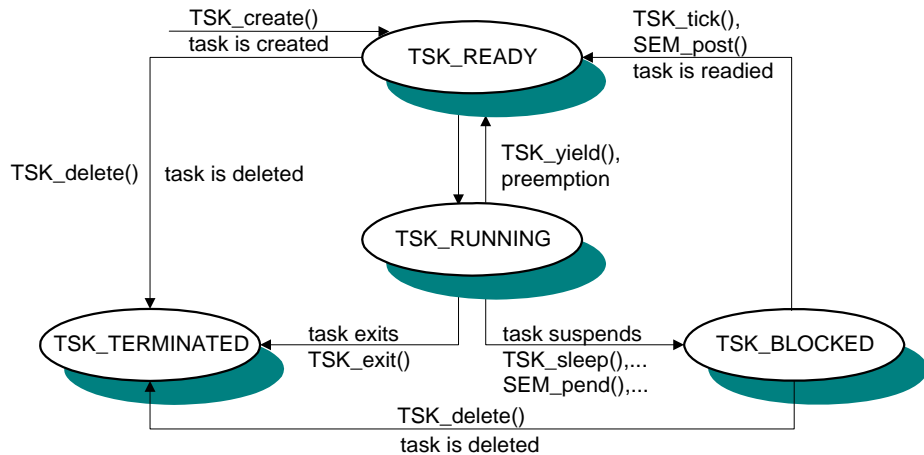 TSK_create()
task is created
TSK_READY
TSK_tick(),
SEM_post()
task is readied
TSK_delete()
task is deleted
TSK_yield(),
preemption
TSK_RUNNING
TSK_TERMINATED
task exits
TSK_exit()
task suspends
TSK_sleep(),...
SEM_pend(),...
TSK_BLOCKED
TSK_delete()
task is deleted